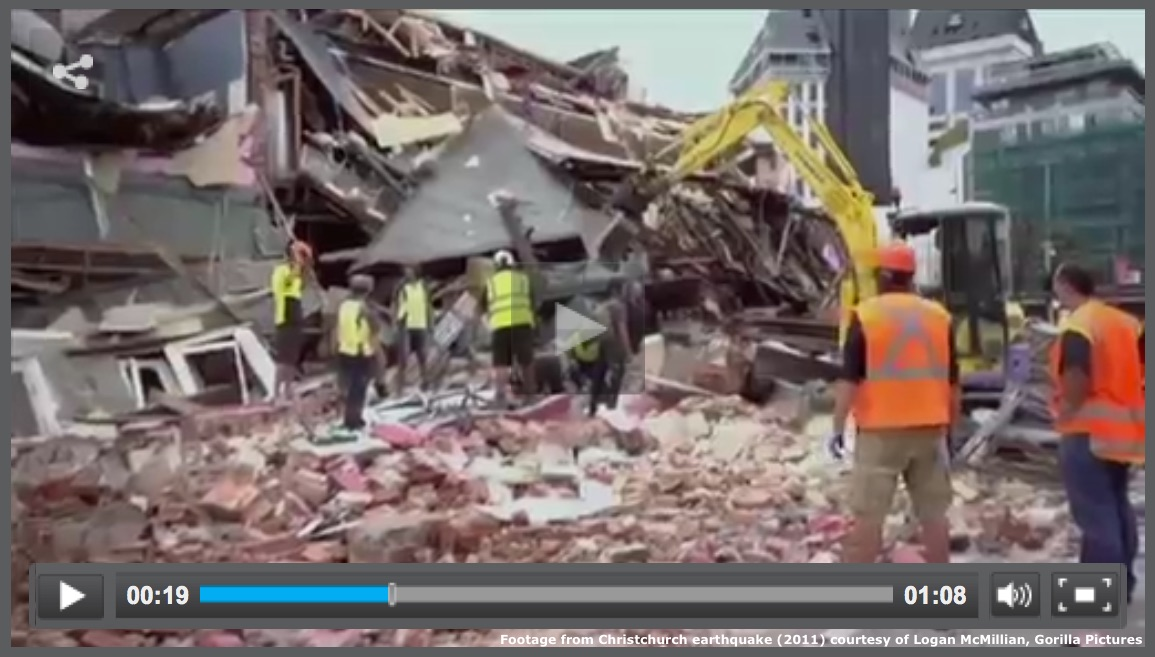 00:19
01:08
Footage from Christchurch earthquake (2011) courtesy of Logan McMillian, Gorilla Pictures